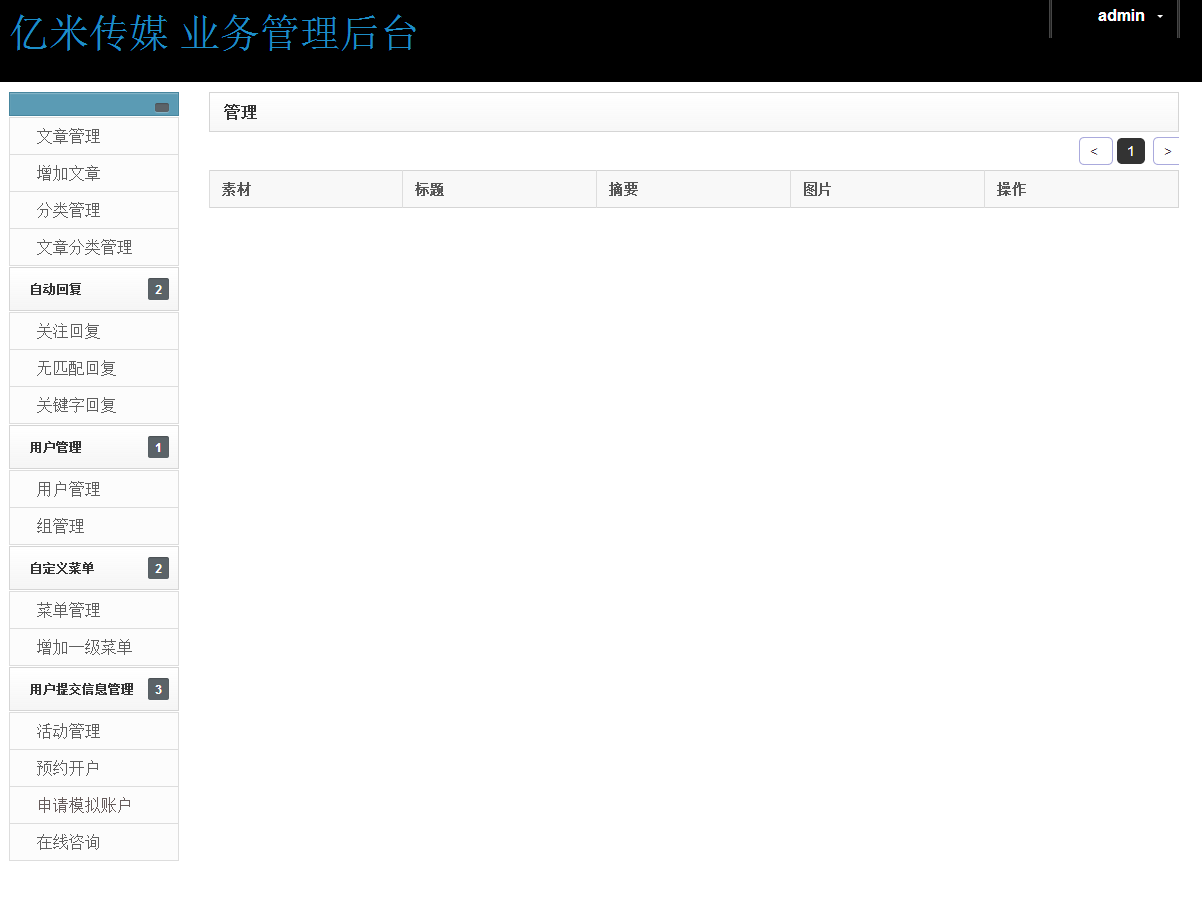 亿米传媒 业务管理后台
admin
文章管理
增加文章
分类管理
文章分类管理
自动回复 2
关注回复
无匹配回复
关键字回复
用户管理 1
用户管理
组管理
自定义菜单 2
菜单管理
增加一级菜单
用户提交信息管理 3
活动管理
预约开户
申请模拟账户
在线咨询
管理
< 1 >
素材 标题 摘要 图片 操作